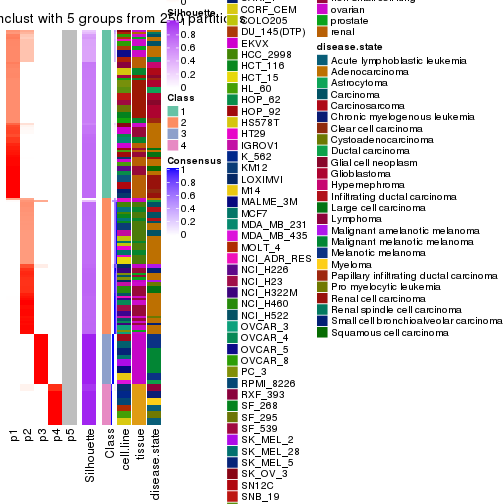 nclust with 5 groups from 250 partitions
Silhouette
0.8
0.6
0.4
0.2
0
Class
1
2
3
4
Consensus
1
0.8
0.6
0.4
0.2
0
p1
p2
p3
p4
p5
Silhouette
Class
cell.line
tissue
disease.state
CCRF_CEM
COLO205
DU_145(DTP)
EKVX
HCC_2998
HCT_116
HCT_15
HL_60
HOP_62
HOP_92
HS578T
HT29
IGROV1
K_562
KM12
LOXIMVI
M14
MALME_3M
MCF7
MDA_MB_231
MDA_MB_435
MOLT_4
NCI_ADR_RES
NCI_H226
NCI_H23
NCI_H322M
NCI_H460
NCI_H522
OVCAR_3
OVCAR_4
OVCAR_5
OVCAR_8
PC_3
RPMI_8226
RXF_393
SF_268
SF_295
SF_539
SK_MEL_2
SK_MEL_28
SK_MEL_5
SK_OV_3
SN12C
SNB_19
ovarian
prostate
renal
disease.state
Acute lymphoblastic leukemia
Adenocarcinoma
Astrocytoma
Carcinoma
Carcinosarcoma
Chronic myelogenous leukemia
Clear cell carcinoma
Cystoadenocarcinoma
Ductal carcinoma
Glial cell neoplasm
Glioblastoma
Hypernephroma
Infiltrating ductal carcinoma
Large cell carcinoma
Lymphoma
Malignant amelanotic melanoma
Malignant melanotic melanoma
Melanotic melanoma
Myeloma
Papillary infiltrating ductal carcinoma
Pro myelocytic leukemia
Renal cell carcinoma
Renal spindle cell carcinoma
Small cell bronchioalveolar carcinoma
Squamous cell carcinoma